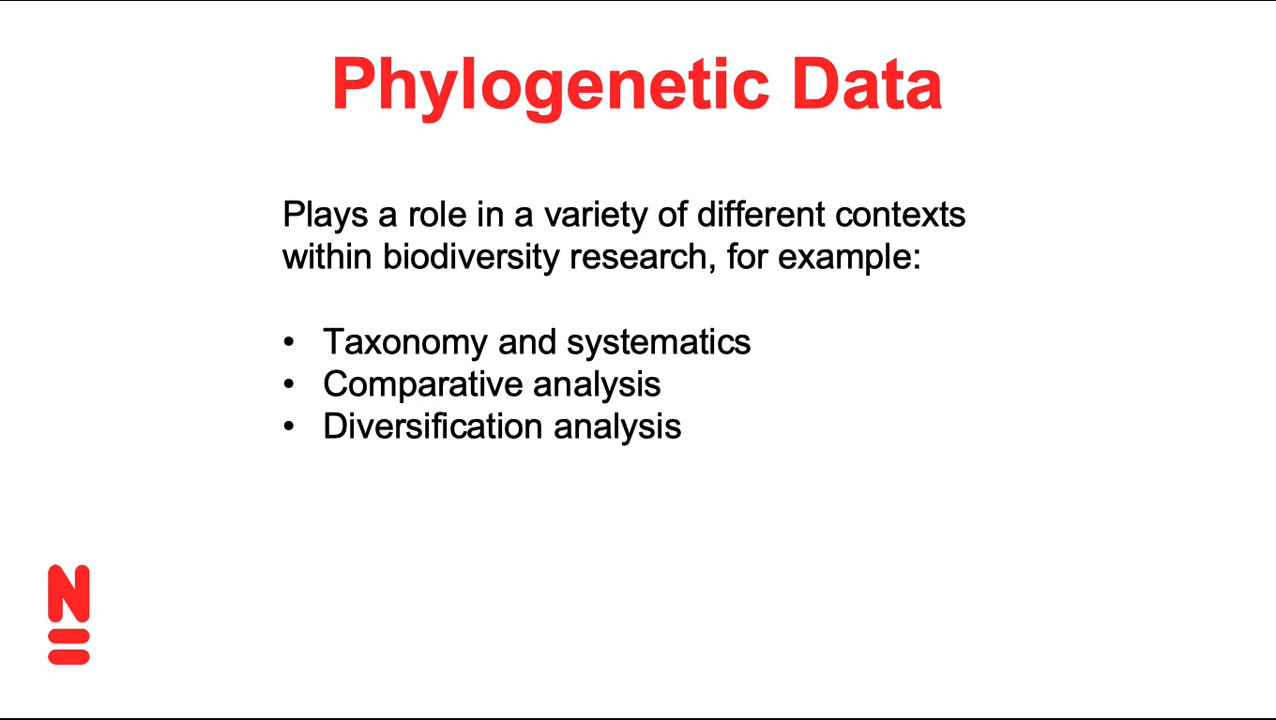 Phylogenetic Data
Plays a role in a variety of different contexts
within biodiversity research, for example:
• Taxonomy and systematics
• Comparative analysis
• Diversification analysis
N